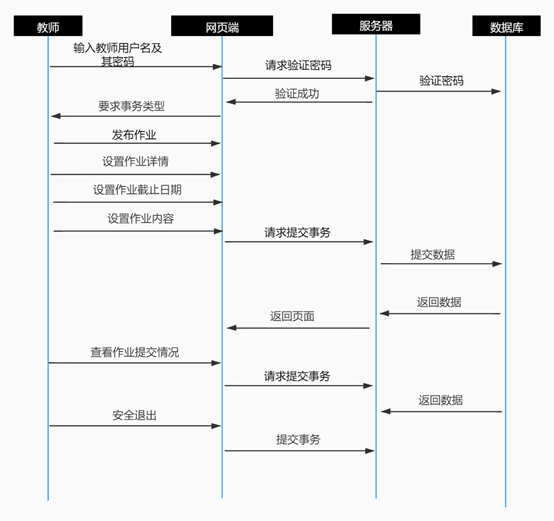 教师
网页端
服务器
数据库
输入教师用户名及
其密码
请求验证密码
验证密码
验证成功
要求事务类型
发布作业
设置作业详情
设置作业截止日期
设置作业内容
请求提交事务
提交数据
返回数据
返回页面
查看作业提交情况
请求提交事务
返回数据
安全退出
提交事务